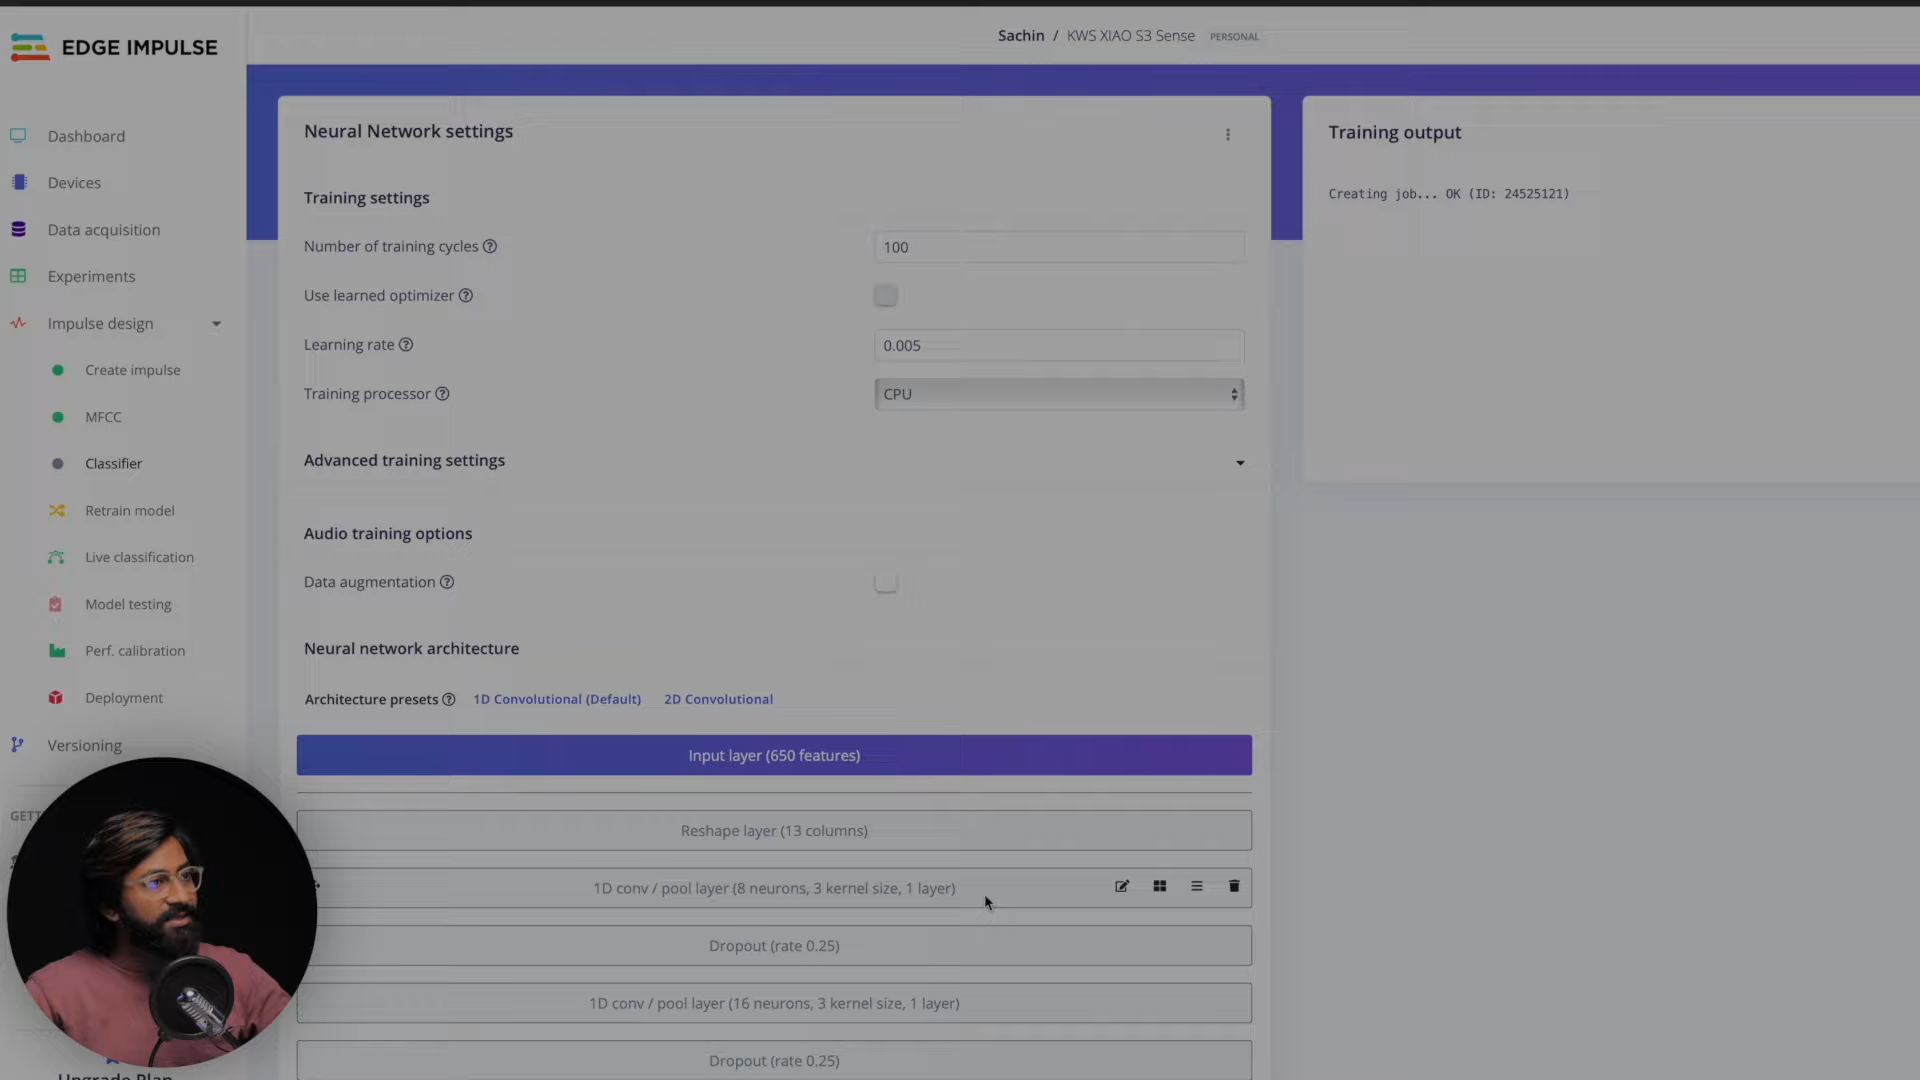 EDGE IMPULSE
Sachin / KWS XIAO S3 Sense PERSONAL
Dashboard
Devices
Data acquisition
Experiments
Impulse design
Create impulse
MFCC
Classifier
Retrain model
Live classification
Model testing
Perf. calibration
Deployment
Versioning
GETT
Upgrade Plan
Neural Network settings
Training settings
Number of training cycles ?
100
Use learned optimizer ?
Learning rate ?
0.005
Training processor ?
CPU
Advanced training settings
Audio training options
Data augmentation ?
Neural network architecture
Architecture presets ? 1D Convolutional (Default) 2D Convolutional
Input layer (650 features)
Reshape layer (13 columns)
1D conv / pool layer (8 neurons, 3 kernel size, 1 layer)
Dropout (rate 0.25)
1D conv / pool layer (16 neurons, 3 kernel size, 1 layer)
Dropout (rate 0.25)
Training output
Creating job... OK (ID: 24525121)